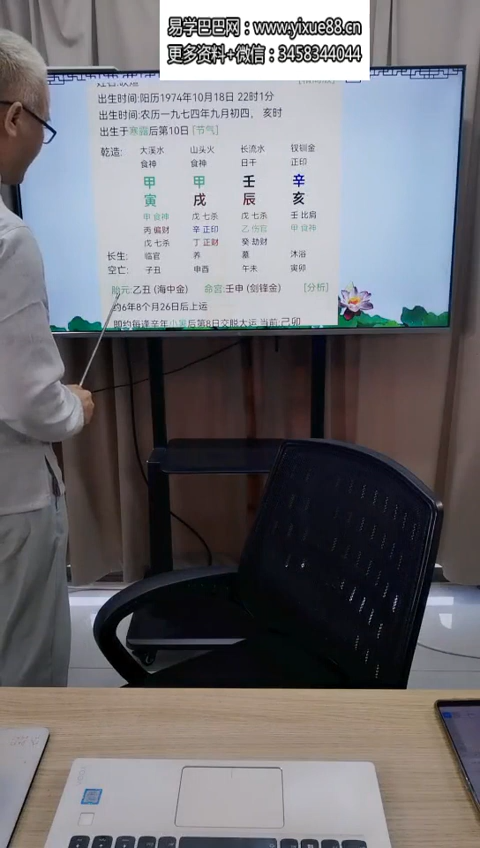 易学巴巴网：www.yixue88.cn
更多资料+微信：3458344044
出生时间:阳历1974年10月18日 22时1分
出生时间:农历一九七四年九月初四， 亥时
出生于寒露后第10日 [节气]
乾造: 大溪水 山头火 长流水 钗钏金
食神 食神 日干 正印
甲 甲 壬 辛
寅 戌 辰 亥
甲 食神 戊 七杀 戊 七杀 壬 比肩
丙 偏财 辛 正印 乙 伤官 甲 食神
戊 七杀 丁 正财 癸 劫财
长生: 临官 养 墓 沐浴
空亡: 子丑 申酉 午未 寅卯
胎元:乙丑 (海中金) 命宫:壬申 (剑锋金) [分析]
约6年8个月26日后上运
即约每逢辛年小暑后第8日交脱大运,当前:己卯